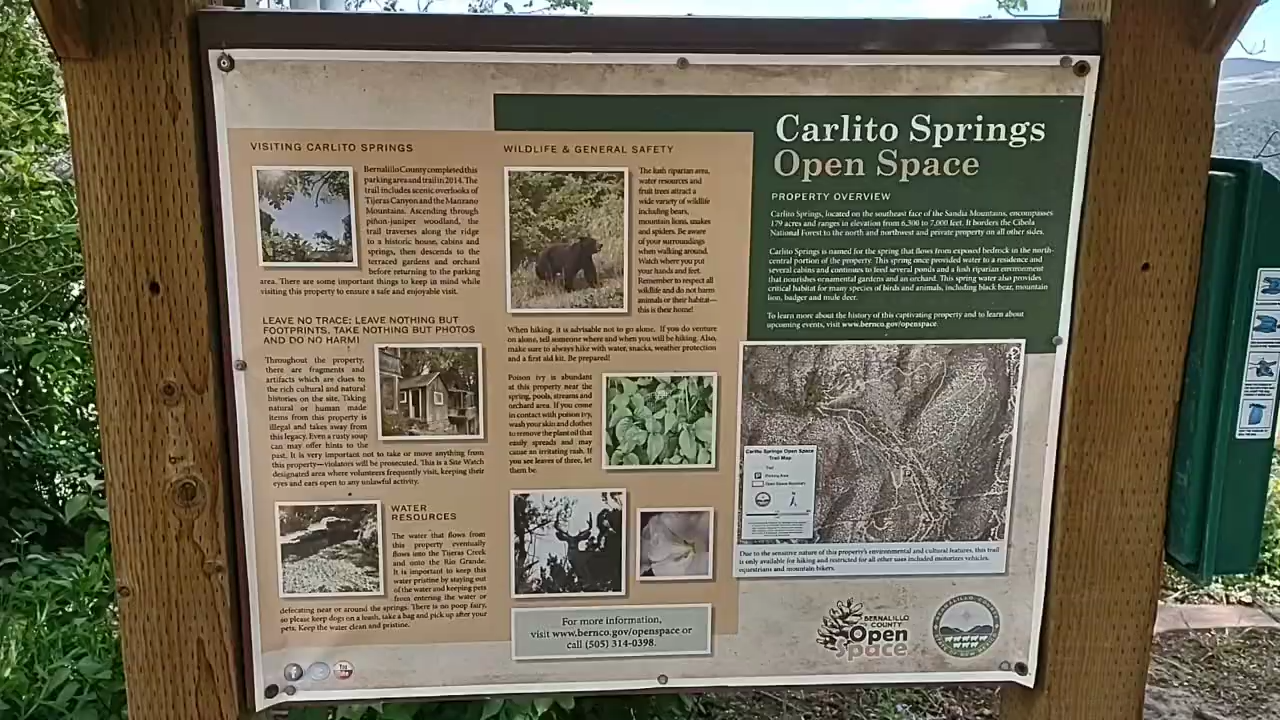 VISITING CARLITO SPRINGS
Bernalillo County completed this
parking area and trail in 2014. The
trail includes scenic overlooks of
Tijeras Canyon and the Manzano
Mountains. Ascending through
piñon-juniper woodland, the
trail traverses along the ridge
to a historic house, cabins and
springs, then descends to the
terraced gardens and orchard
before returning to the parking
area. There are some important things to keep in mind while
visiting this property to ensure a safe and enjoyable visit.
LEAVE NO TRACE: LEAVE NOTHING BUT
FOOTPRINTS, TAKE NOTHING BUT PHOTOS
AND DO NO HARM!
Throughout the property,
there are fragments and
artifacts which are clues to
the rich cultural and natural
histories on the site. Taking
natural or human made
items from this property is
illegal and takes away from
this legacy. Even a rusty soup
can may offer hints to the
past. It is very important not to take or move anything from
this property—violators will be prosecuted. This is a Site Watch
designated area where volunteers frequently visit, keeping their
eyes and ears open to any unlawful activity.
WATER
RESOURCES
The water that flows from
this property eventually
flows into the Tijeras Creek
and onto the Rio Grande.
It is important to keep this
water pristine by staying out
of the water and keeping pets
from entering the water or
defecating near or around the springs. There is no poop fairy,
so please keep dogs on a leash, take a bag and pick up after your
pets. Keep the water clean and pristine.
WILDLIFE & GENERAL SAFETY
The lush riparian area,
water resources and
fruit trees attract a
wide variety of wildlife
including bears,
mountain lions, snakes
and spiders. Be aware
of your surroundings
when walking around.
Watch where you put
your hands and feet.
Remember to respect all
wildlife and do not harm
animals or their habitat—
this is their home!
When hiking, it is advisable not to go alone. If you do venture
on alone, tell someone where and when you will be hiking. Also,
make sure to always hike with water, snacks, weather protection
and a first aid kit. Be prepared!
Poison ivy is abundant
at this property near the
spring, pools, streams and
orchard area. If you come
in contact with poison ivy,
wash your skin and clothes
to remove the plant oil that
easily spreads and may
cause an irritating rash. If
you see leaves of three, let
them be.
For more information,
visit www.bernco.gov/openspace or
call (505) 314-0398.
Carlito Springs
Open Space
PROPERTY OVERVIEW
Carlito Springs, located on the southeast face of the Sandia Mountains, encompasses
179 acres and ranges in elevation from 6,300 to 7,000 feet. It borders the Cibola
National Forest to the north and northwest and private property on all other sides.
Carlito Springs is named for the spring that flows from exposed bedrock in the north-
central portion of the property. This spring once provided water to a residence and
several cabins and continues to feed several ponds and a lush riparian environment
that nourishes ornamental gardens and an orchard. This spring water also provides
critical habitat for many species of birds and animals, including black bear, mountain
lion, badger and mule deer.
To learn more about the history of this captivating property and to learn about
upcoming events, visit www.bernco.gov/openspace.
Carlito Springs Open Space
Trail Map
Trail
P Parking Area
Open Space Boundary
Due to the sensitive nature of this property's environmental and cultural features, this trail
is only available for hiking and restricted for all other uses included motorizes vehicles,
equestrians and mountain bikers.
BERNALILLO
COUNTY
Open
Space